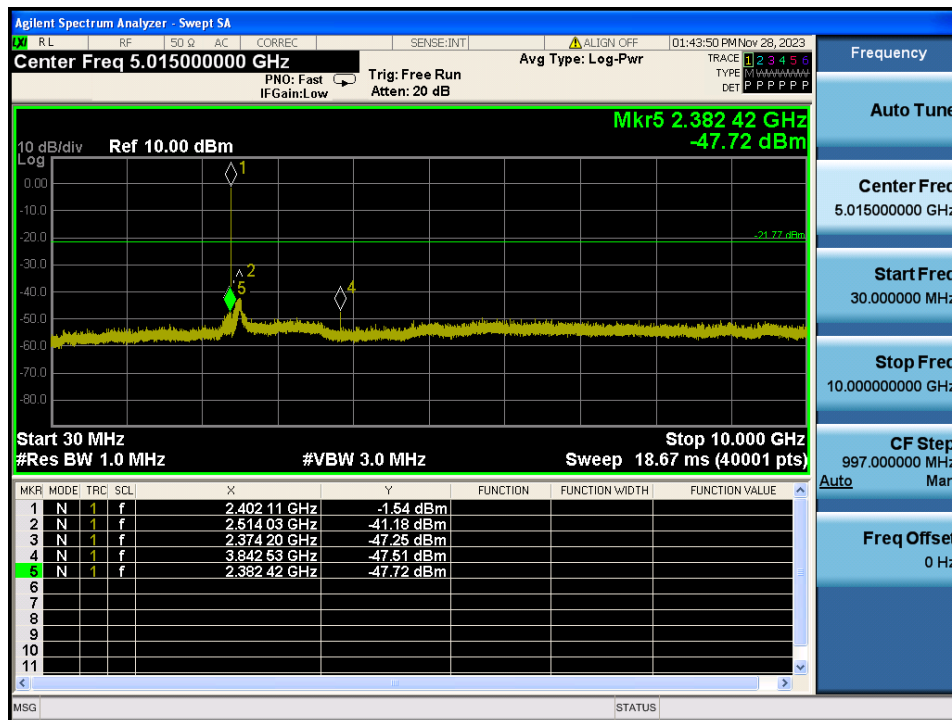 Agilent Spectrum Analyzer - Swept SA
LXI RL RF 50 Ω AC CORREC SENSE:INT ALIGN OFF 01:43:50 PM Nov 28, 2023
Center Freq 5.015000000 GHz
PNO: Fast
IFGain:Low
Trig: Free Run
Atten: 20 dB
Avg Type: Log-Pwr
TRACE 1 2 3 4 5 6
TYPE M
DET P P P P P P
Mkr5 2.382 42 GHz
-47.72 dBm
10 dB/div Ref 10.00 dBm
Log
0.00
-10.0
-20.0
-30.0
-40.0
-50.0
-60.0
-70.0
-80.0
1
-21.77 dBm
2
5
4
Start 30 MHz
Stop 10.000 GHz
#Res BW 1.0 MHz
#VBW 3.0 MHz
Sweep 18.67 ms (40001 pts)
MKR MODE TRC SCL X Y FUNCTION FUNCTION WIDTH FUNCTION VALUE
1 N 1 f 2.402 11 GHz -1.54 dBm
2 N 1 f 2.514 03 GHz -41.18 dBm
3 N 1 f 2.374 20 GHz -47.25 dBm
4 N 1 f 3.842 53 GHz -47.51 dBm
5 N 1 f 2.382 42 GHz -47.72 dBm
6
7
8
9
10
11
MSG
STATUS
Frequency
Auto Tune
Center Freq
5.015000000 GHz
Start Freq
30.000000 MHz
Stop Freq
10.000000000 GHz
CF Step
997.000000 MHz
Auto Man
Freq Offset
0 Hz